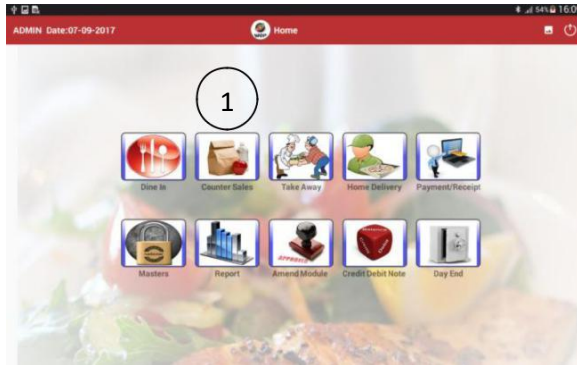 54% 16:0
ADMIN Date:07-09-2017 Home
1
Dine In Counter Sales Take Away Home Delivery Payment/Receipt
Masters Report Amend Module Credit Debit Note Day End